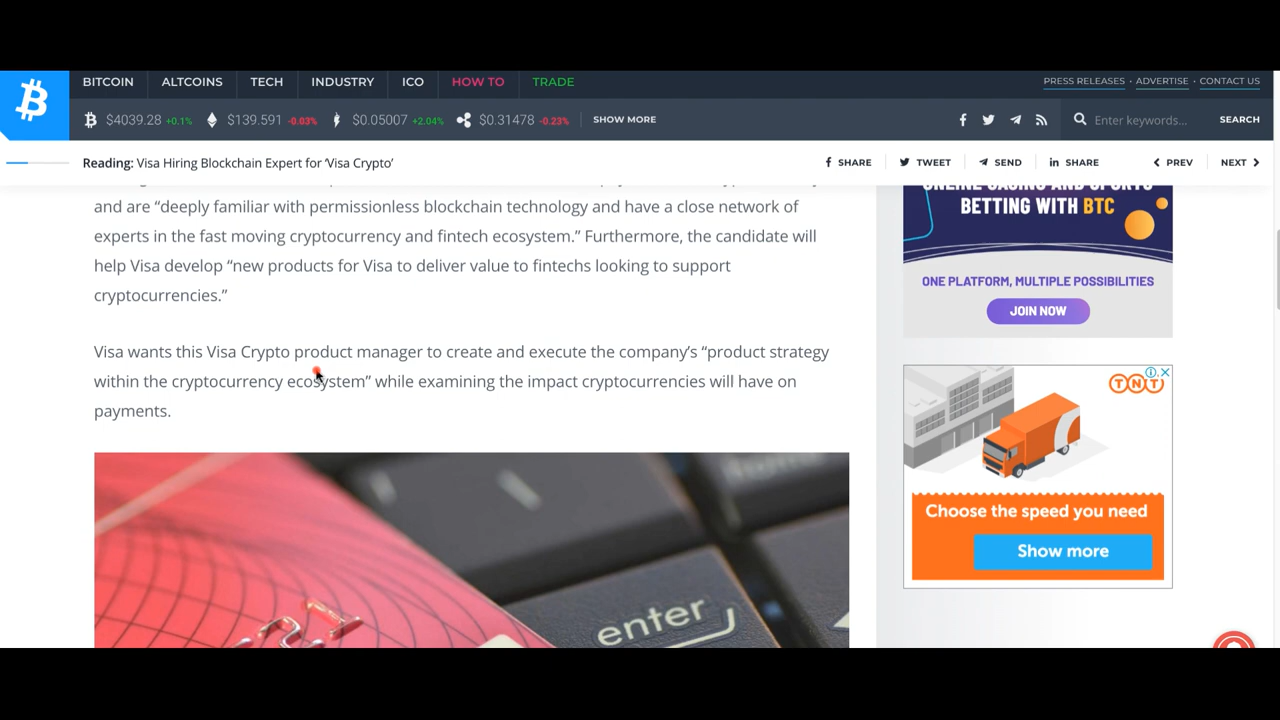 BITCOIN ALTCOINS TECH INDUSTRY ICO HOW TO TRADE
PRESS RELEASES · ADVERTISE · CONTACT US
$4039.28 +0.1% $139.591 -0.03% $0.05007 +2.04% $0.31478 -0.23% SHOW MORE
Enter keywords... SEARCH
Reading: Visa Hiring Blockchain Expert for ‘Visa Crypto’
SHARE TWEET SEND SHARE PREV NEXT
and are “deeply familiar with permissionless blockchain technology and have a close network of
experts in the fast moving cryptocurrency and fintech ecosystem.” Furthermore, the candidate will
help Visa develop “new products for Visa to deliver value to fintechs looking to support
cryptocurrencies.”
Visa wants this Visa Crypto product manager to create and execute the company’s “product strategy
within the cryptocurrency ecosystem” while examining the impact cryptocurrencies will have on
payments.
enter
ONLINE CASINO AND SPORTS
BETTING WITH BTC
ONE PLATFORM, MULTIPLE POSSIBILITIES
JOIN NOW
TNT
Choose the speed you need
Show more